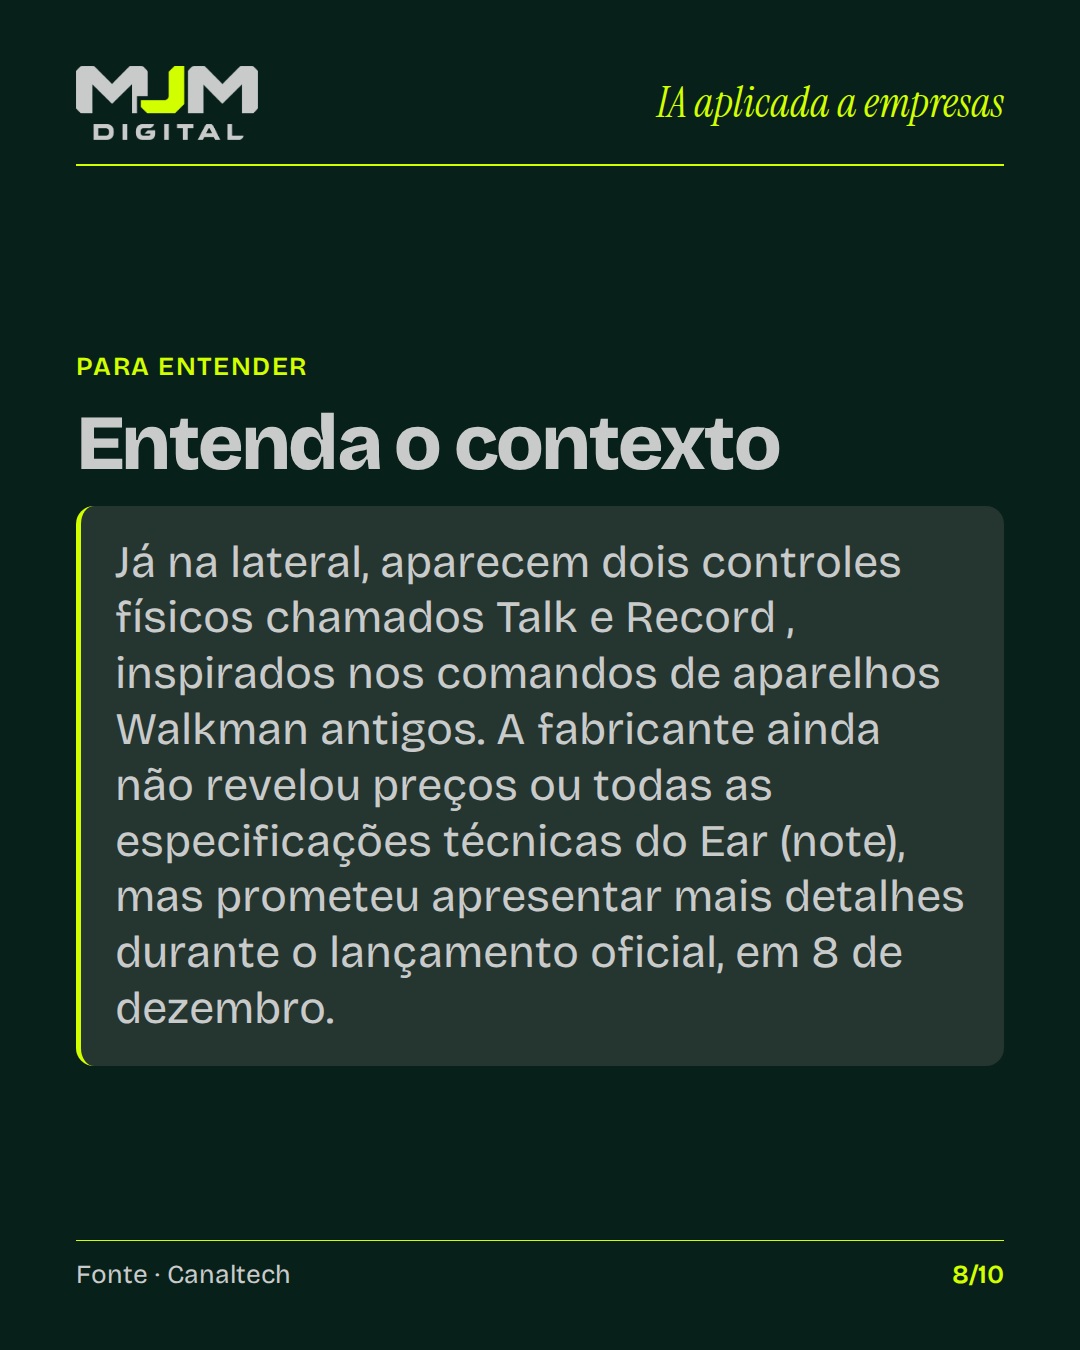 MJM
DIGITAL
IA aplicada a empresas
PARA ENTENDER
Entenda o contexto
Já na lateral, aparecem dois controles
físicos chamados Talk e Record ,
inspirados nos comandos de aparelhos
Walkman antigos. A fabricante ainda
não revelou preços ou todas as
especificações técnicas do Ear (note),
mas prometeu apresentar mais detalhes
durante o lançamento oficial, em 8 de
dezembro.
Fonte · Canaltech
8/10